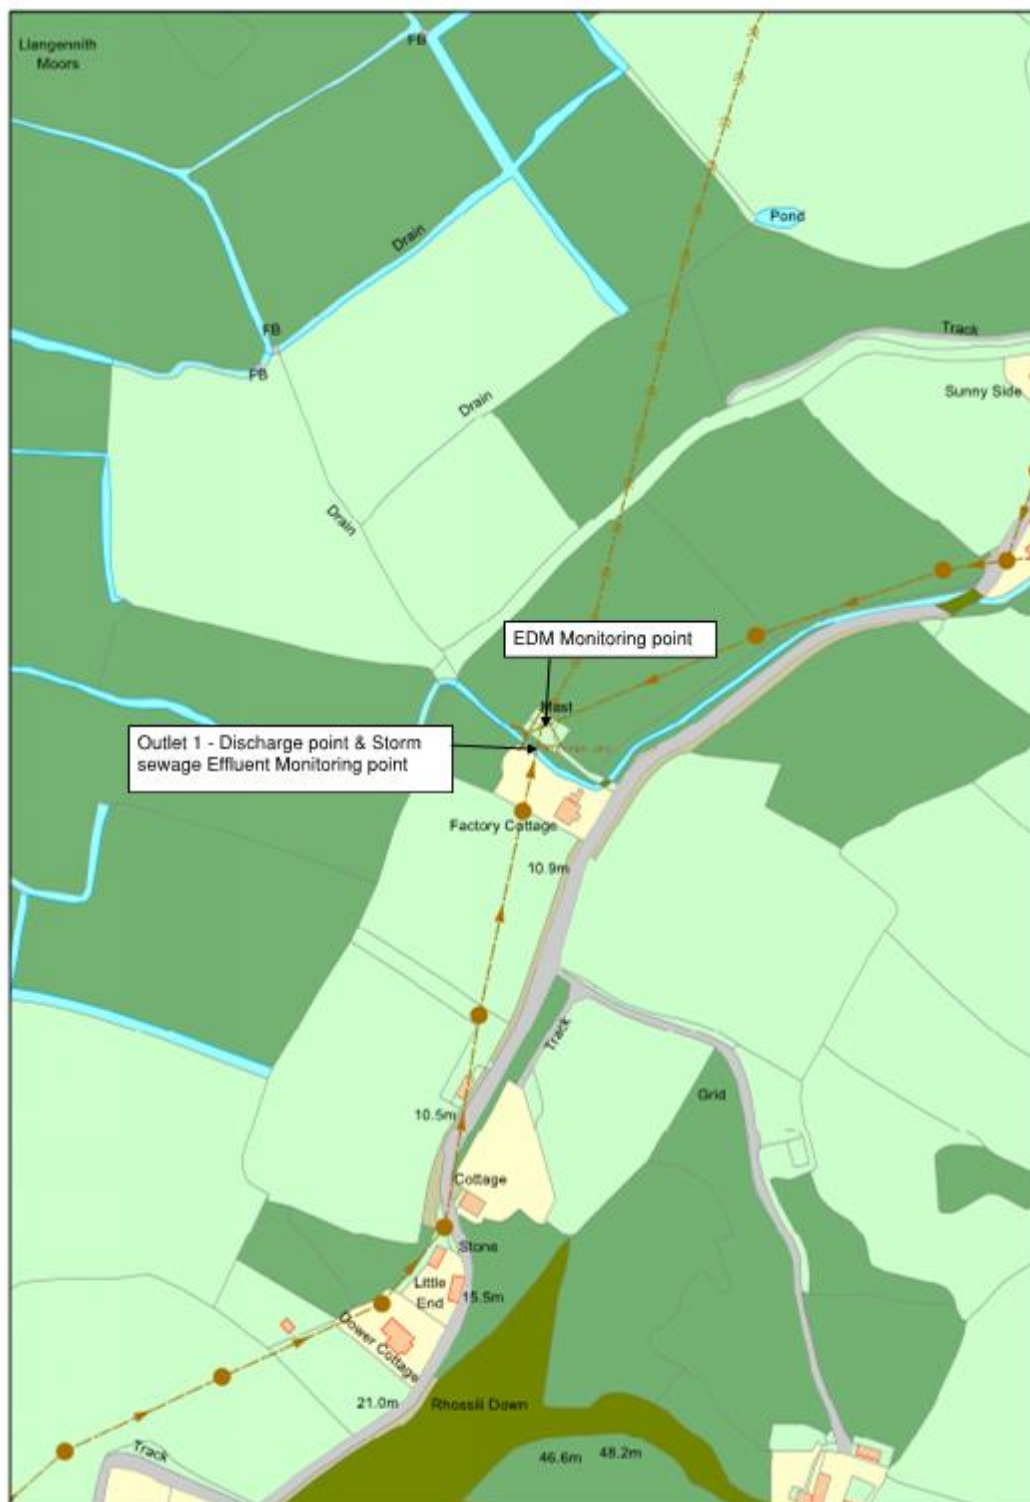 Llangennith
Moors
FB
Pond
Drain
FB
FB
Track
Sunny Side
Drain
Drain
EDM Monitoring point
Mast
Outlet 1 - Discharge point & Storm
sewage Effluent Monitoring point
Factory Cottage
10.9m
Track
Grid
10.5m
Cottage
Stone
Little
End
15.5m
Dower Cottage
21.0m
Rhossili Down
46.6m
48.2m
Track